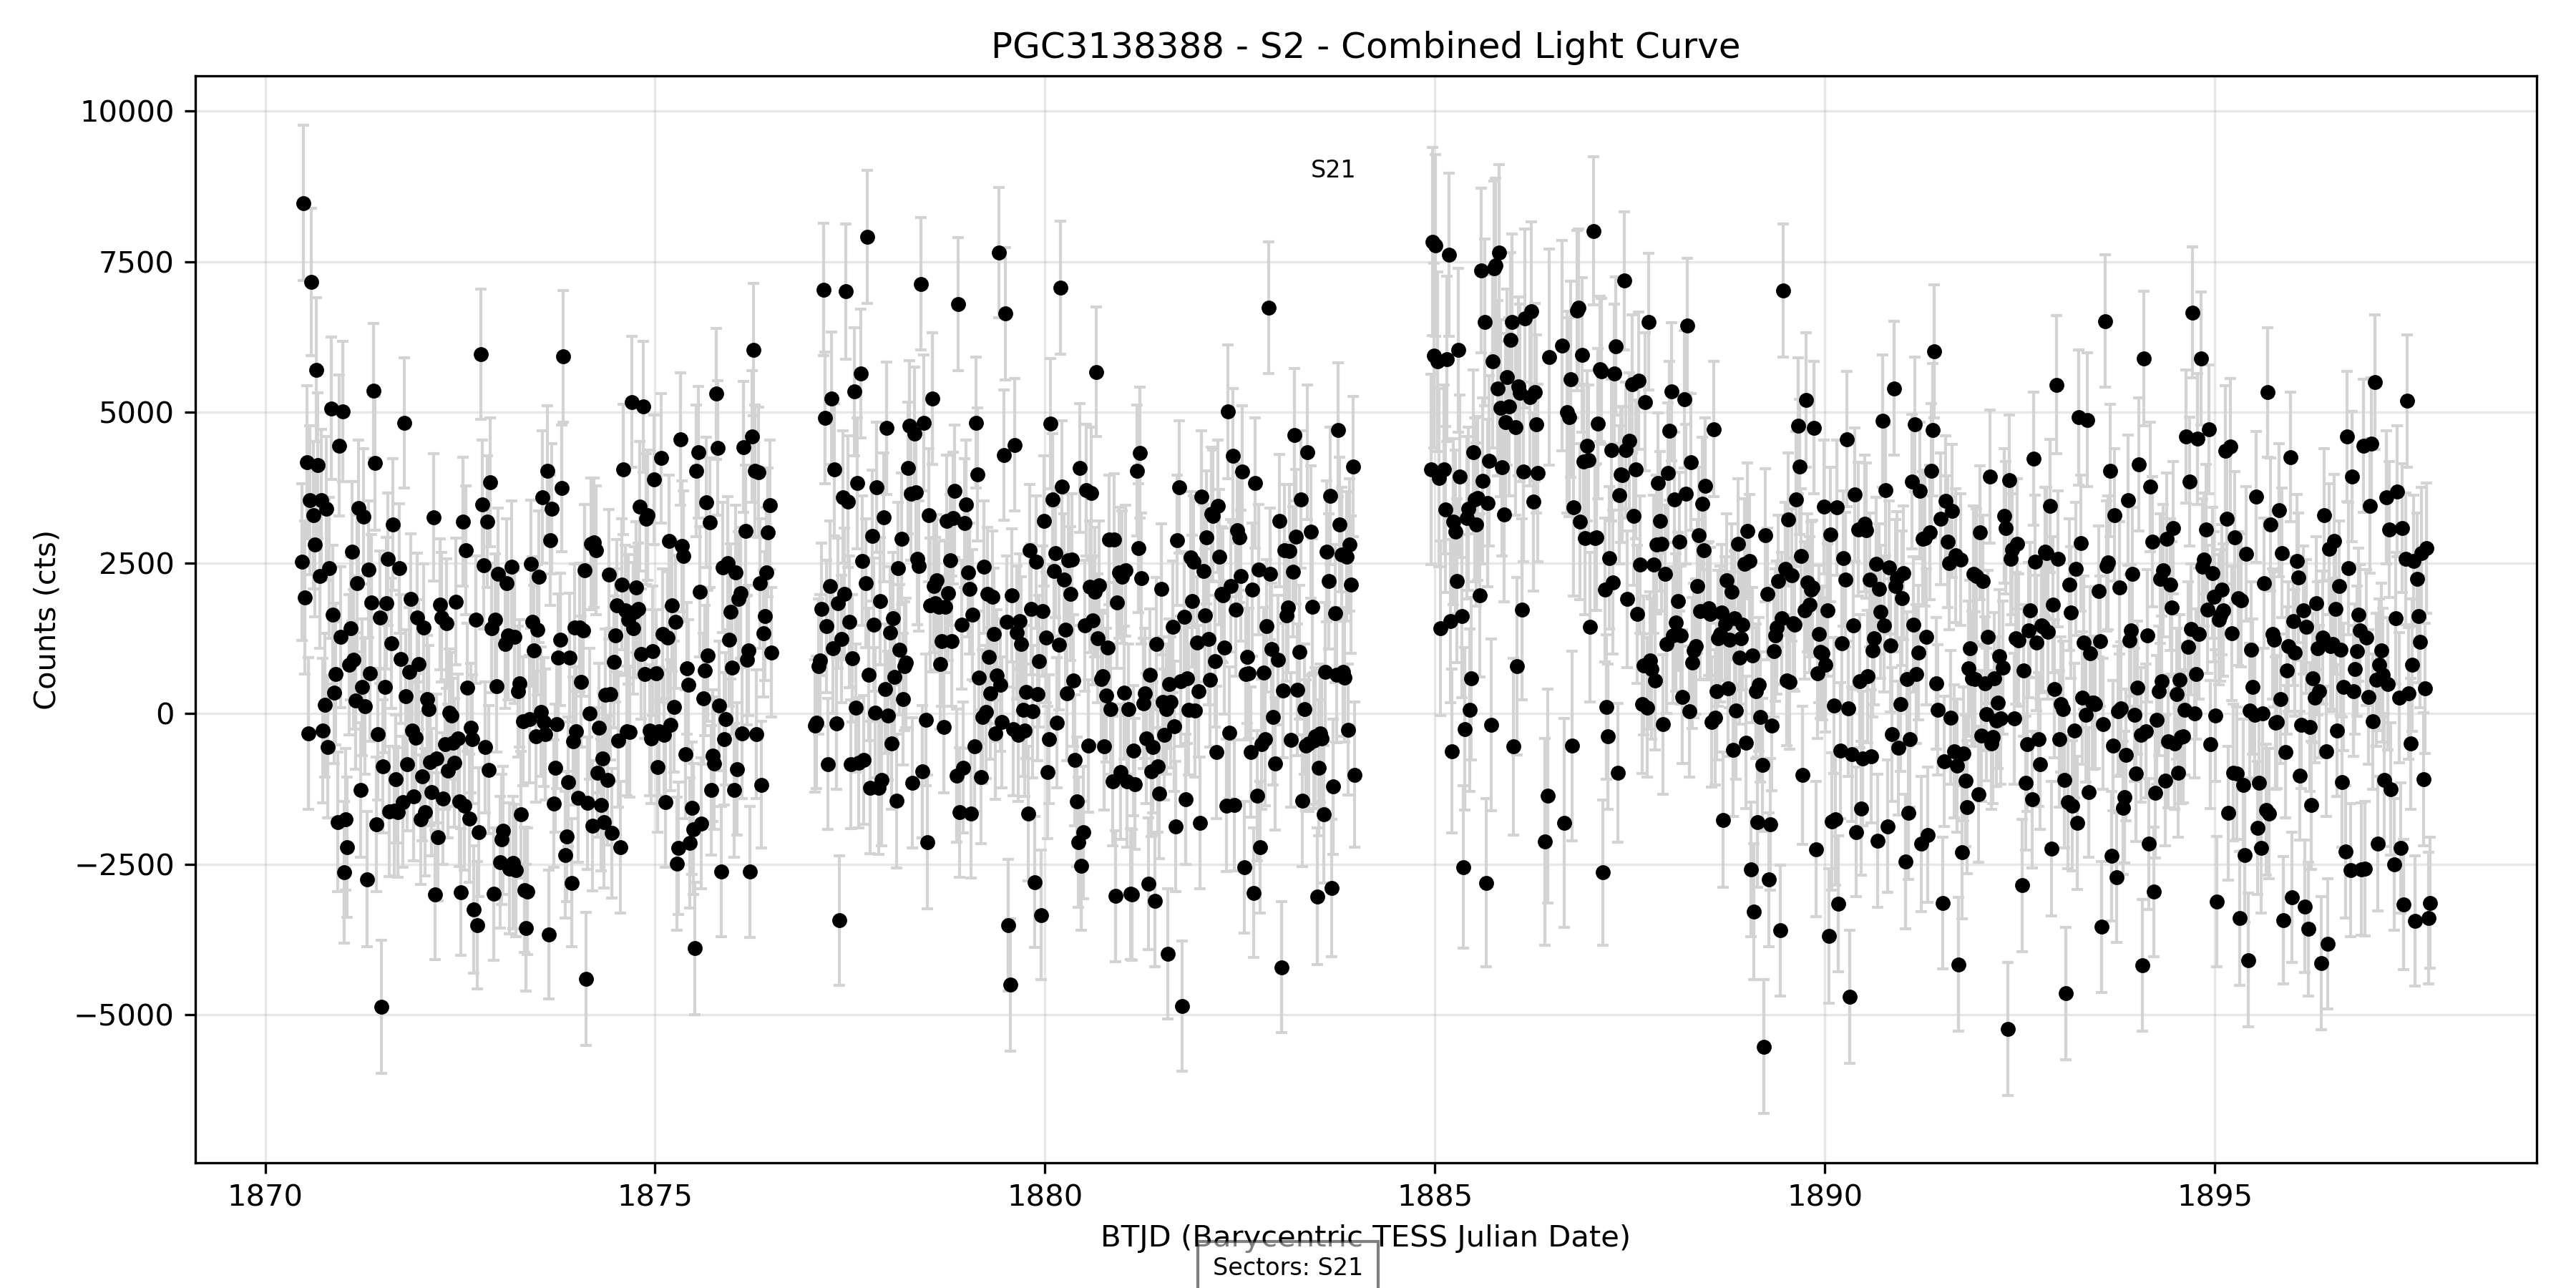 PGC3138388 - S2 - Combined Light Curve
10000
7500
5000
2500
0
−2500
−5000
Counts (cts)
S21
1870
1875
1880
1885
1890
1895
BTJD (Barycentric TESS Julian Date)
Sectors: S21